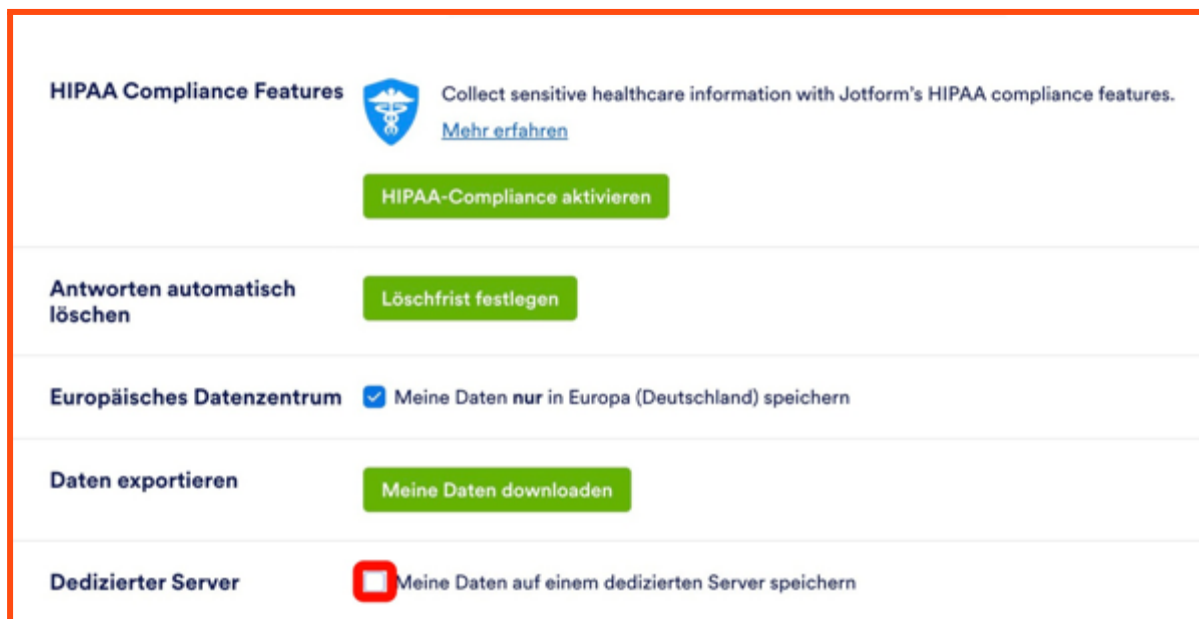 HIPAA Compliance Features
Collect sensitive healthcare information with Jotform's HIPAA compliance features.
Mehr erfahren
HIPAA-Compliance aktivieren
Antworten automatisch
löschen
Löschfrist festlegen
Europäisches Datenzentrum
Meine Daten nur in Europa (Deutschland) speichern
Daten exportieren
Meine Daten downloaden
Dedizierter Server
Meine Daten auf einem dedizierten Server speichern